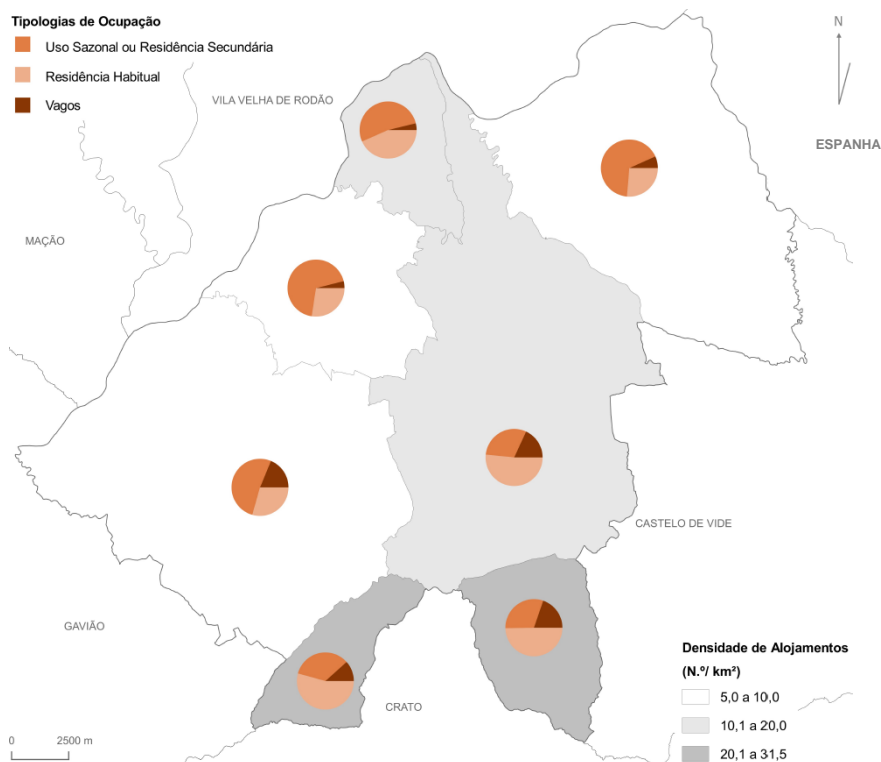 Tipologias de Ocupação
Uso Sazonal ou Residência Secundária
Residência Habitual
Vagos
N
VILA VELHA DE RODÃO
ESPANHA
MAÇÃO
CASTELO DE VIDE
GAVIÃO
CRATO
Densidade de Alojamentos
(N.º/ km²)
5,0 a 10,0
10,1 a 20,0
20,1 a 31,5
0 2500 m